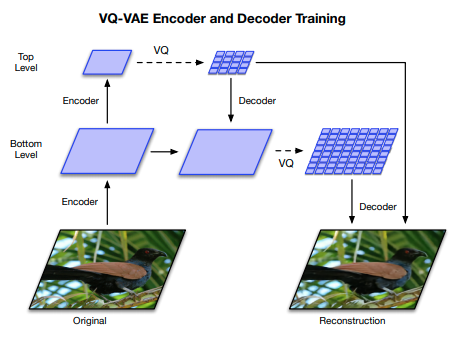 VQ-VAE Encoder and Decoder Training
Top
Level
VQ
Encoder
Decoder
Bottom
Level
VQ
Encoder
Decoder
Original
Reconstruction